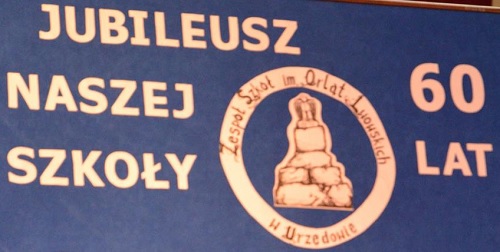 JUBILEUSZ
NASZEJ
SZKOŁY
Zespół Szkół im. Orląt Lwowskich
w Urzędowie
60
LAT